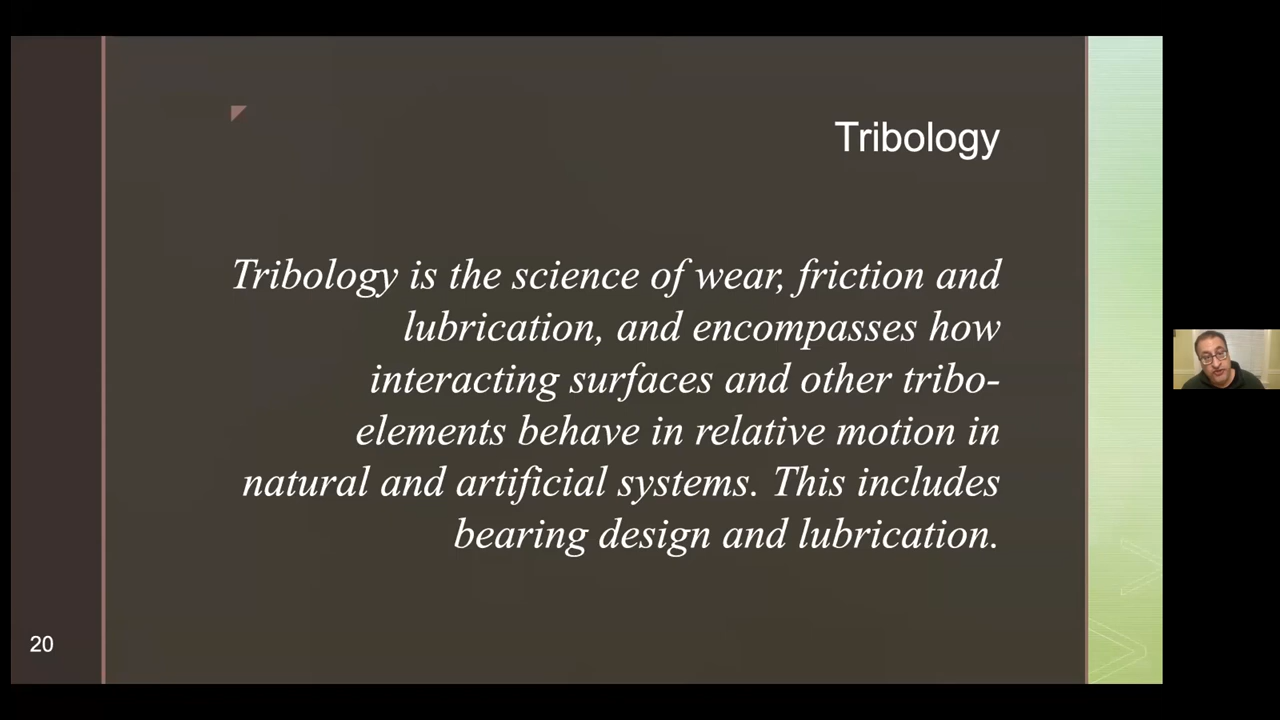 Tribology
Tribology is the science of wear, friction and
lubrication, and encompasses how
interacting surfaces and other tribo-
elements behave in relative motion in
natural and artificial systems. This includes
bearing design and lubrication.
20